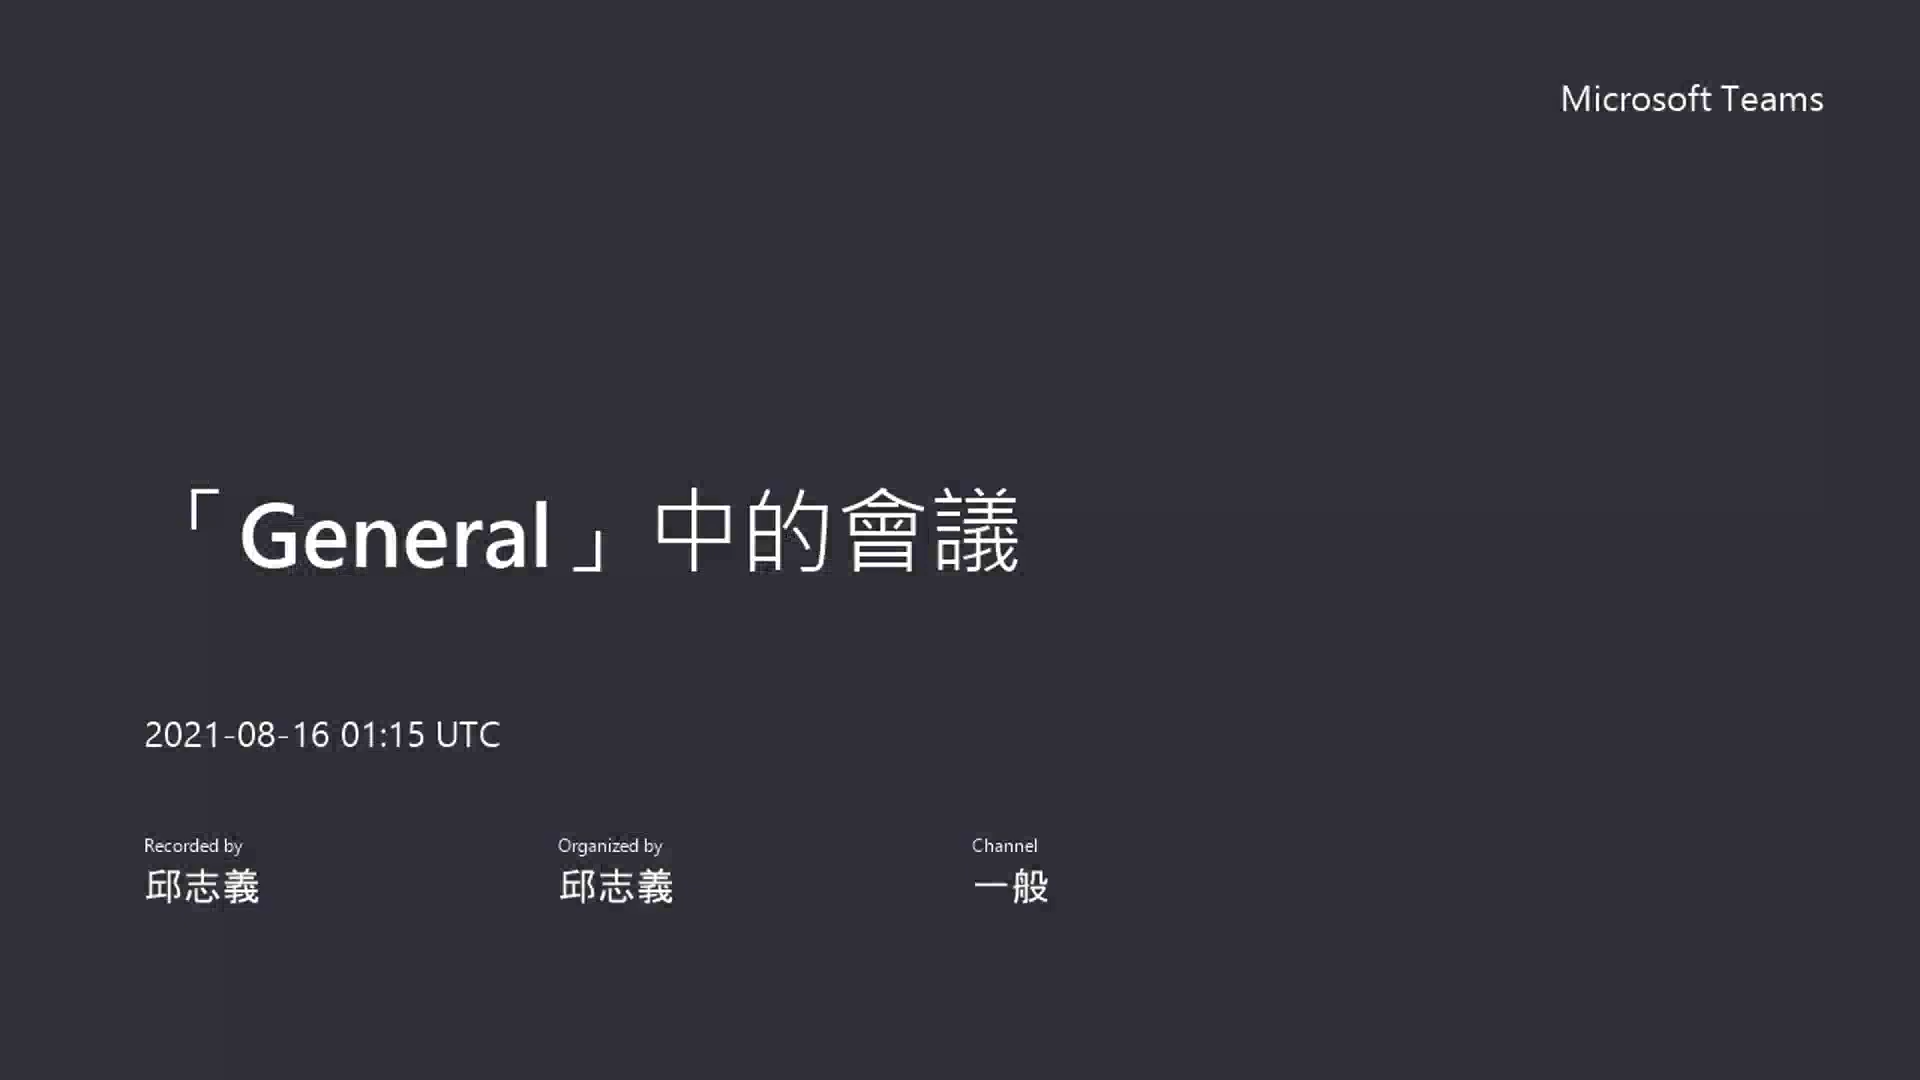 Microsoft Teams
「General」中的會議
2021-08-16 01:15 UTC
Recorded by
邱志義
Organized by
邱志義
Channel
一般